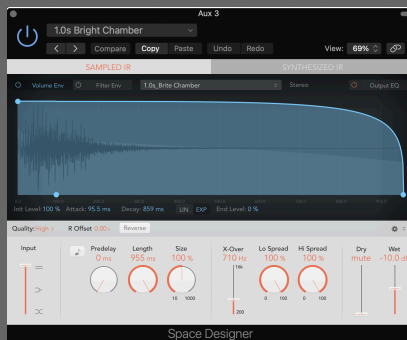 Aux 3
1.0s Bright Chamber
Compare Copy Paste Undo Redo View: 69%
SAMPLED IR SYNTHESIZED IR
Volume Env Filter Env 1.0s_Brite Chamber Stereo Output EQ
Init Level: 100 % Attack: 95.5 ms Decay: 859 ms LIN EXP End Level: 0 %
Quality: High R Offset 0.00s Reverse
Input Predelay Length Size X-Over Lo Spread Hi Spread Dry Wet
0 ms 955 ms 100 % 710 Hz 100 % 100 % mute -10.0 d
16k
10 1000 0 100 0 100
200
Space Designer